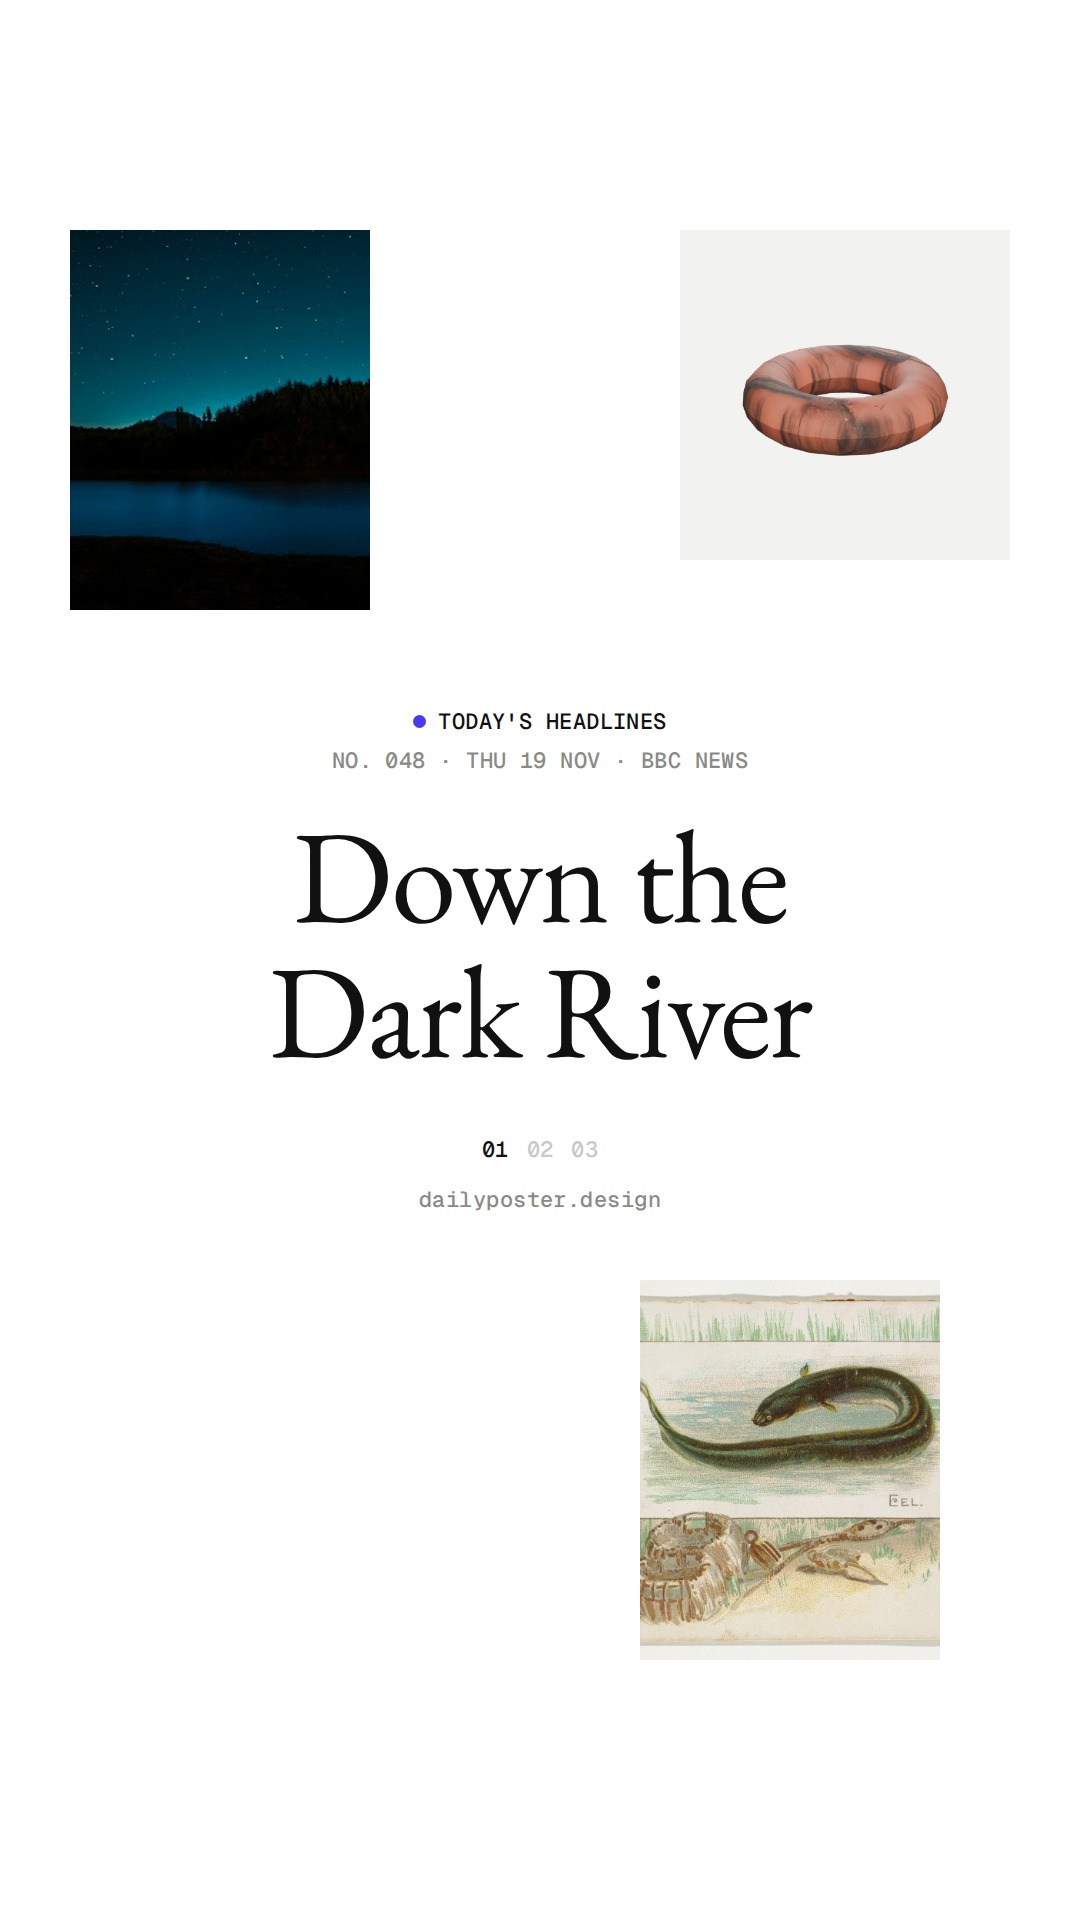 TODAY'S HEADLINES
NO. 048 · THU 19 NOV · BBC NEWS
Down the
Dark River
01 02 03
dailyposter.design
EEL.